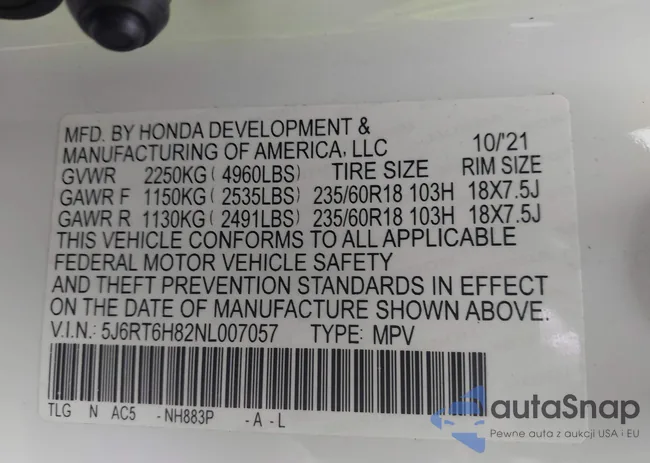 MFD. BY HONDA DEVELOPMENT &
MANUFACTURING OF AMERICA, LLC 10/'21
GVWR 2250KG ( 4960LBS) TIRE SIZE RIM SIZE
GAWR F 1150KG ( 2535LBS) 235/60R18 103H 18X7.5J
GAWR R 1130KG ( 2491LBS) 235/60R18 103H 18X7.5J
THIS VEHICLE CONFORMS TO ALL APPLICABLE
FEDERAL MOTOR VEHICLE SAFETY
AND THEFT PREVENTION STANDARDS IN EFFECT
ON THE DATE OF MANUFACTURE SHOWN ABOVE.
V.I.N.: 5J6RT6H82NL007057 TYPE: MPV
TLG N AC5 - NH883P - A - L
autaSnap
Pewne auta z aukcji USA i EU